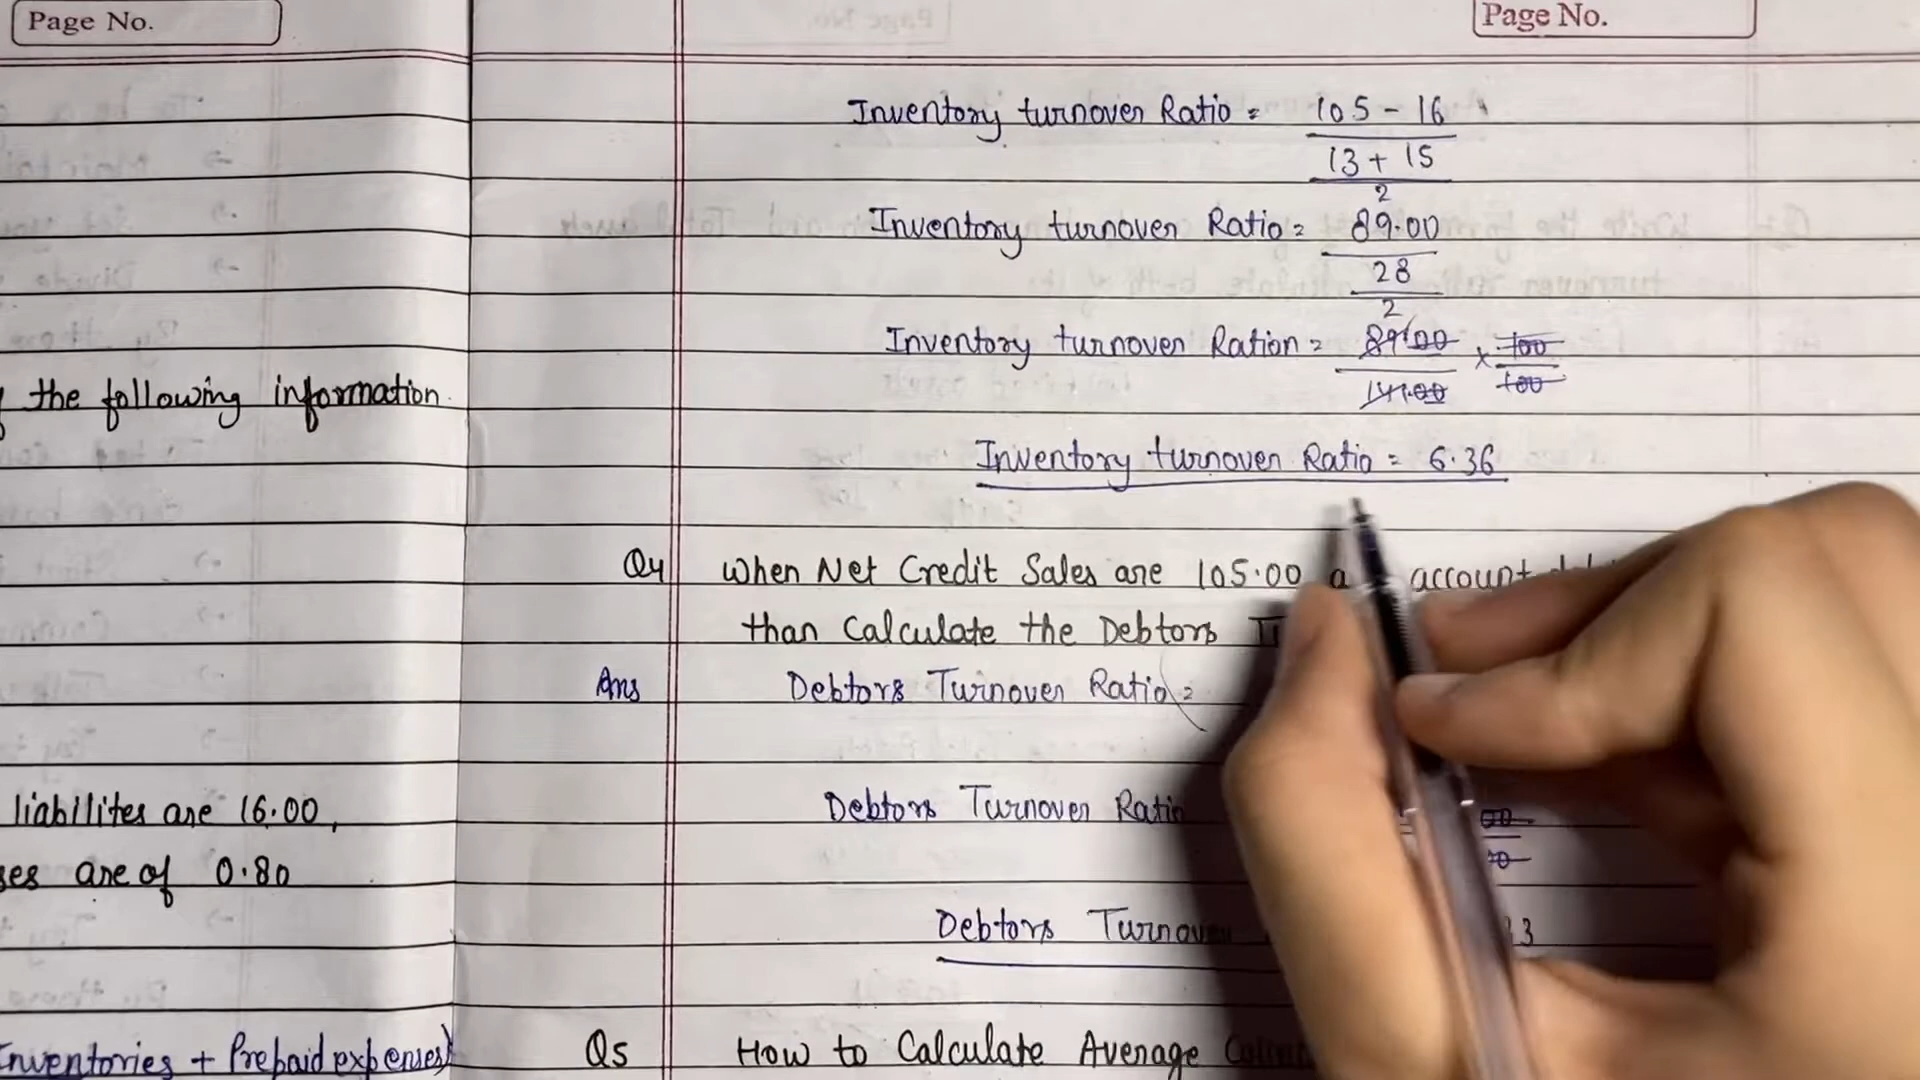 Page No.
the following information.
liabilites are 16.00,
are of 0.80
Inventories + Prepaid expenses)
Page No.
Inventory turnover Ratio = 105 - 16
13 + 15
2
Inventory turnover Ratio = 89.00
28
2
Inventory turnover Ration = 8900 x 100
14.00 100
Inventory turnover Ratio = 6.36
Q4 When Net Credit Sales are 105.00 account
than Calculate the Debtors
Ans Debtors Turnover Ratio =
Debtors Turnover Ratio
Debtors
Q5 How to Calculate Average